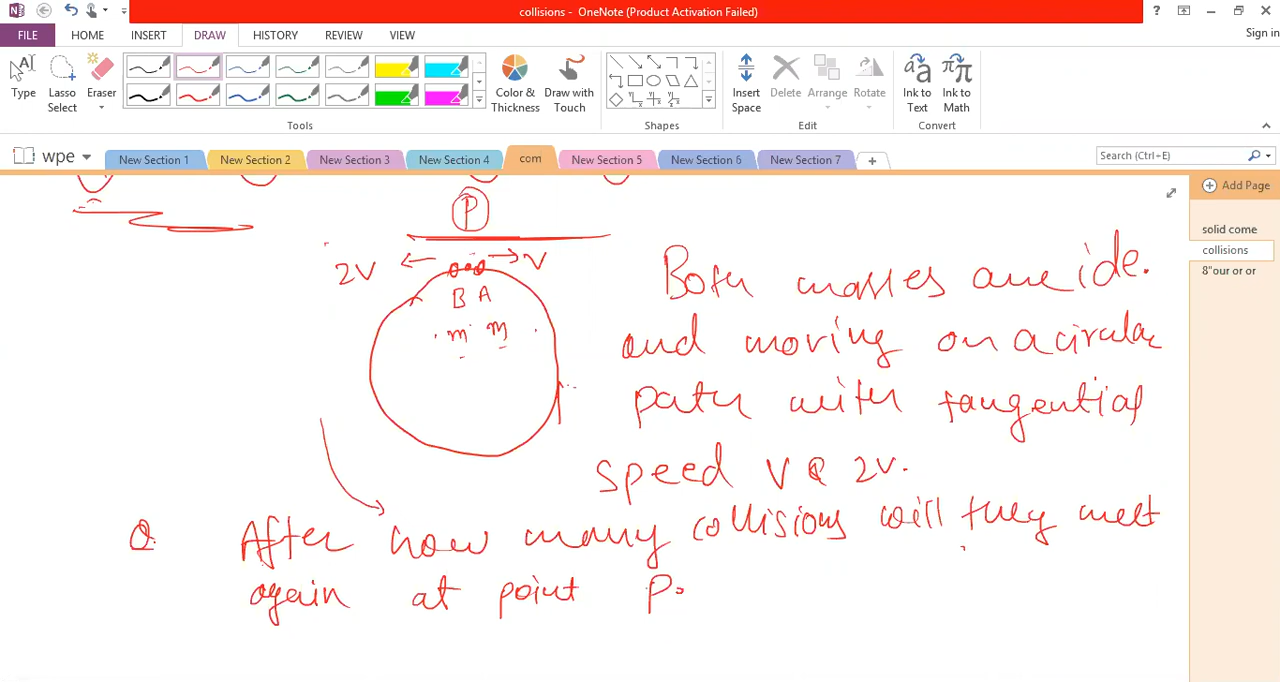 collisions - OneNote (Product Activation Failed)
Sign in
FILE HOME INSERT DRAW HISTORY REVIEW VIEW
Type Lasso Select Eraser
Color & Thickness Draw with Touch
Insert Space Delete Arrange Rotate
Ink to Text Ink to Math
Tools Shapes Edit Convert
wpe New Section 1 New Section 2 New Section 3 New Section 4 com New Section 5 New Section 6 New Section 7
Search (Ctrl+E)
Add Page
solid come
collisions
8"our or or
P
2V V
B A
m m
Both masses are ide.
and moving on a circular
path with tangential
speed V & 2V.
Q. After how many collisions will they meet
again at point P.